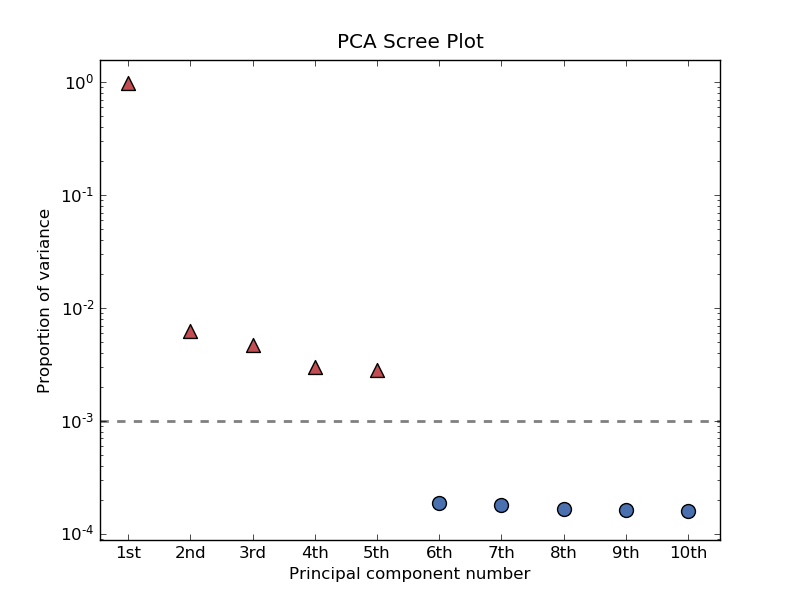 PCA Scree Plot
Proportion of variance
10^0
10^-1
10^-2
10^-3
10^-4
1st 2nd 3rd 4th 5th 6th 7th 8th 9th 10th
Principal component number